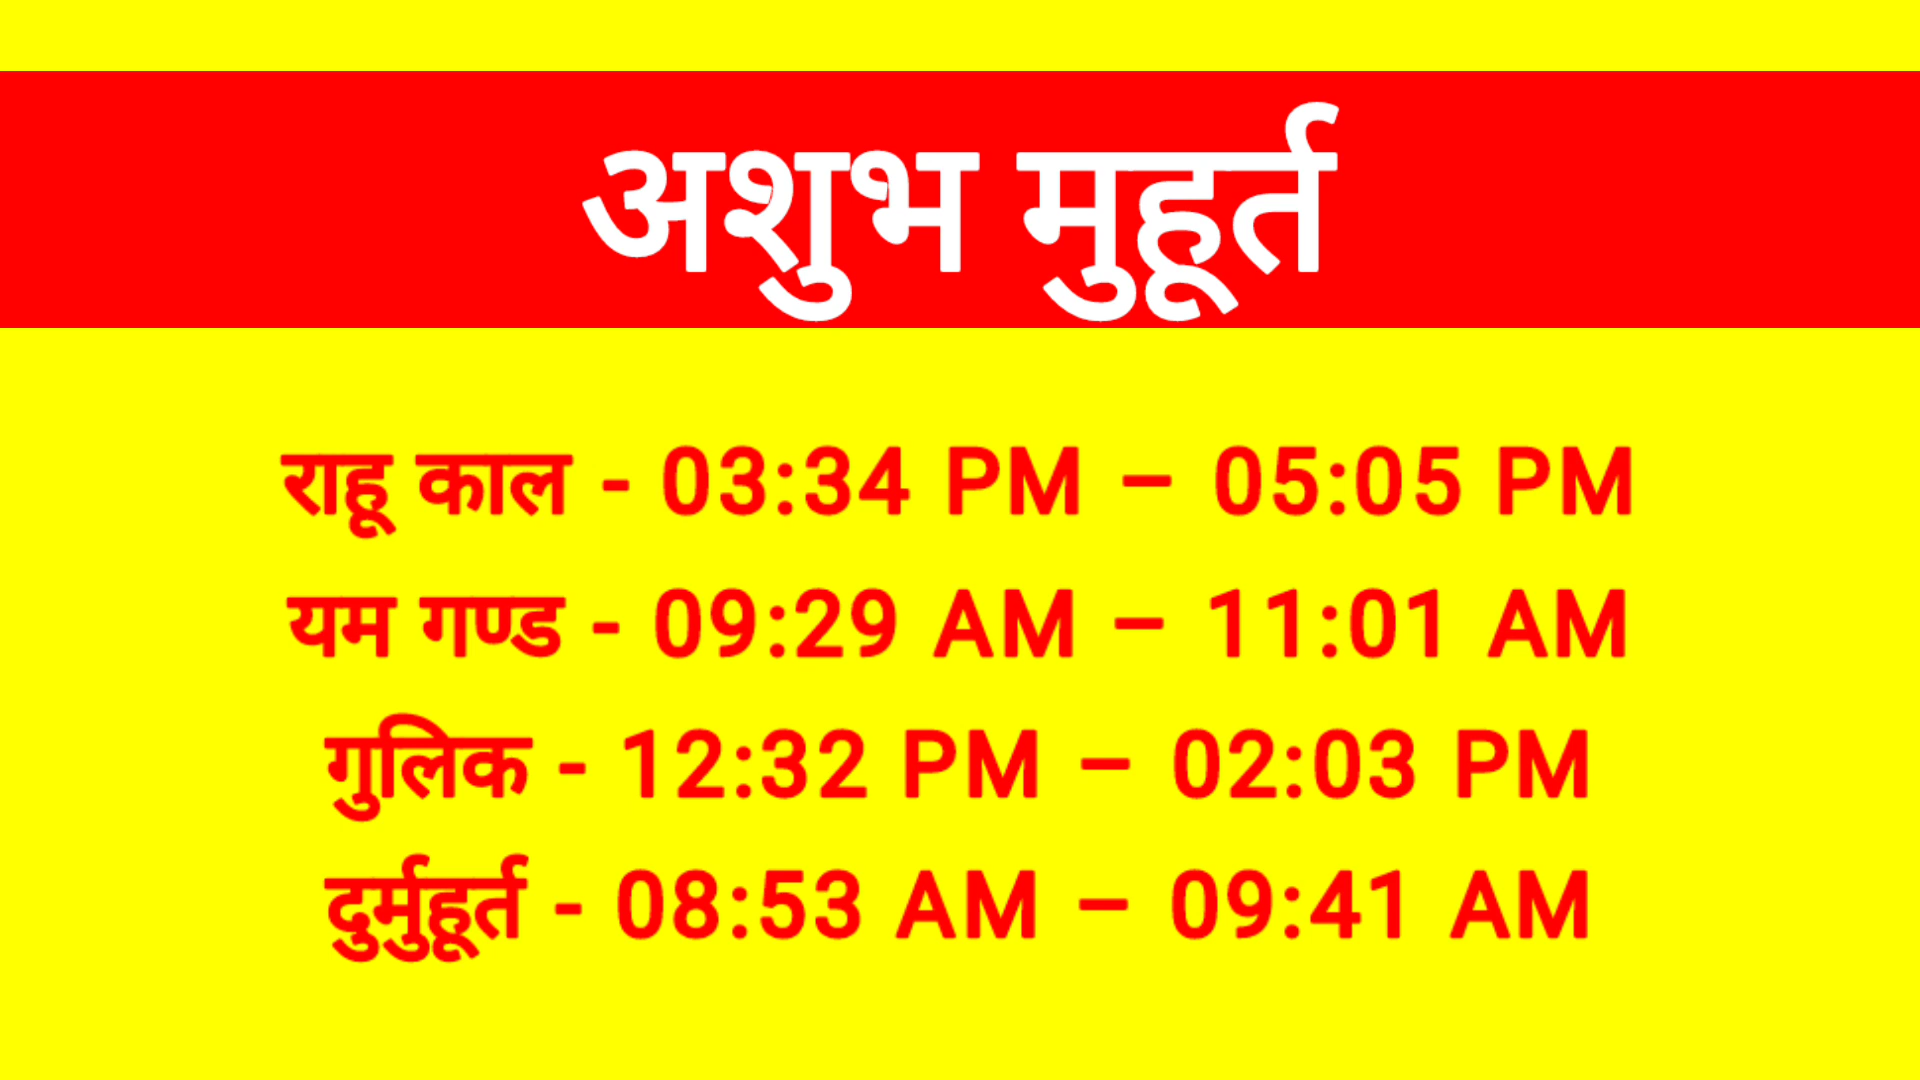 अशुभ मुहूर्त
राहू काल - 03:34 PM – 05:05 PM
यम गण्ड - 09:29 AM – 11:01 AM
गुलिक - 12:32 PM – 02:03 PM
दुर्मुहूर्त - 08:53 AM – 09:41 AM